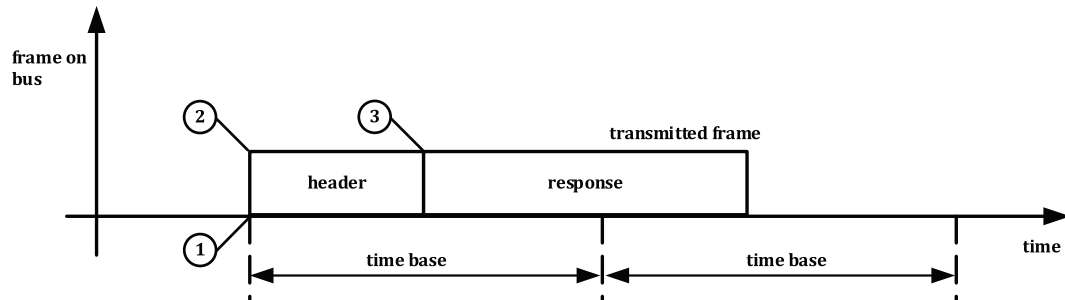 frame on
bus
2
3
transmitted frame
header
response
1
time
time base
time base